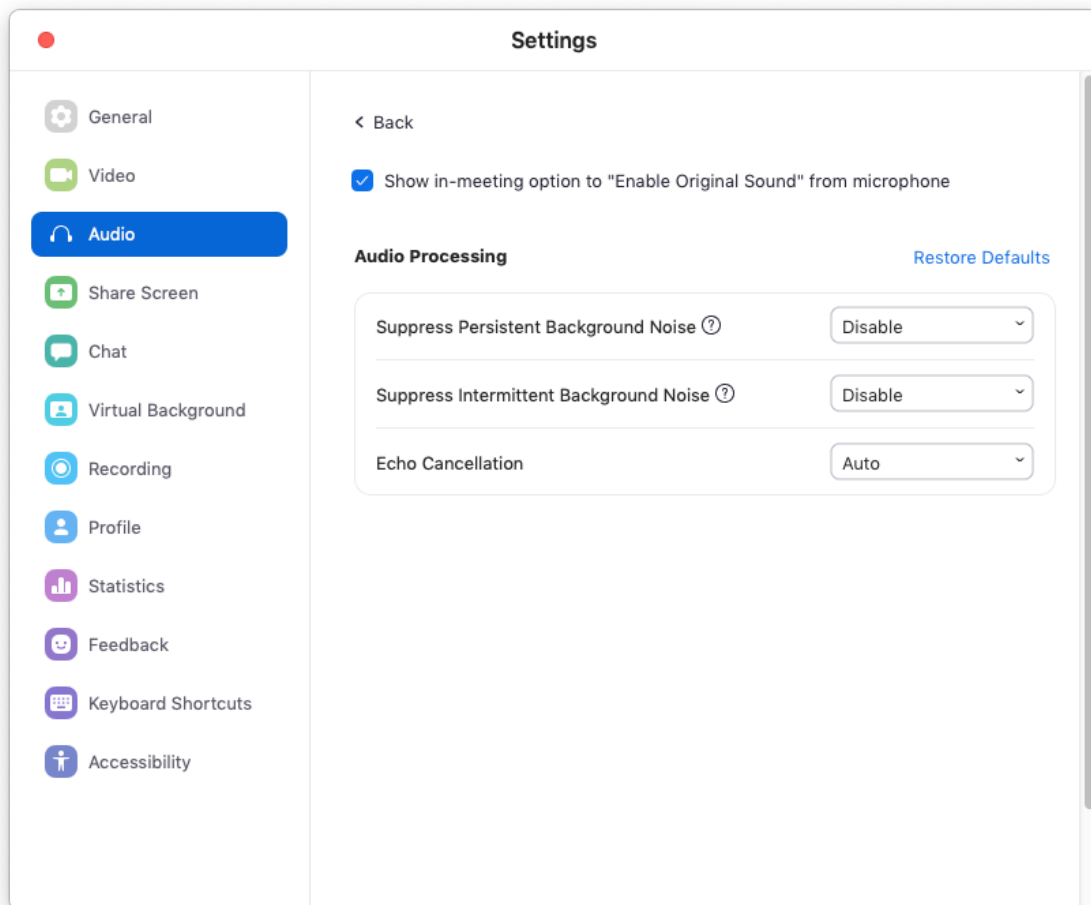 Settings
General
Video
Audio
Share Screen
Chat
Virtual Background
Recording
Profile
Statistics
Feedback
Keyboard Shortcuts
Accessibility
< Back
Show in-meeting option to "Enable Original Sound" from microphone
Audio Processing Restore Defaults
Suppress Persistent Background Noise ? Disable
Suppress Intermittent Background Noise ? Disable
Echo Cancellation Auto